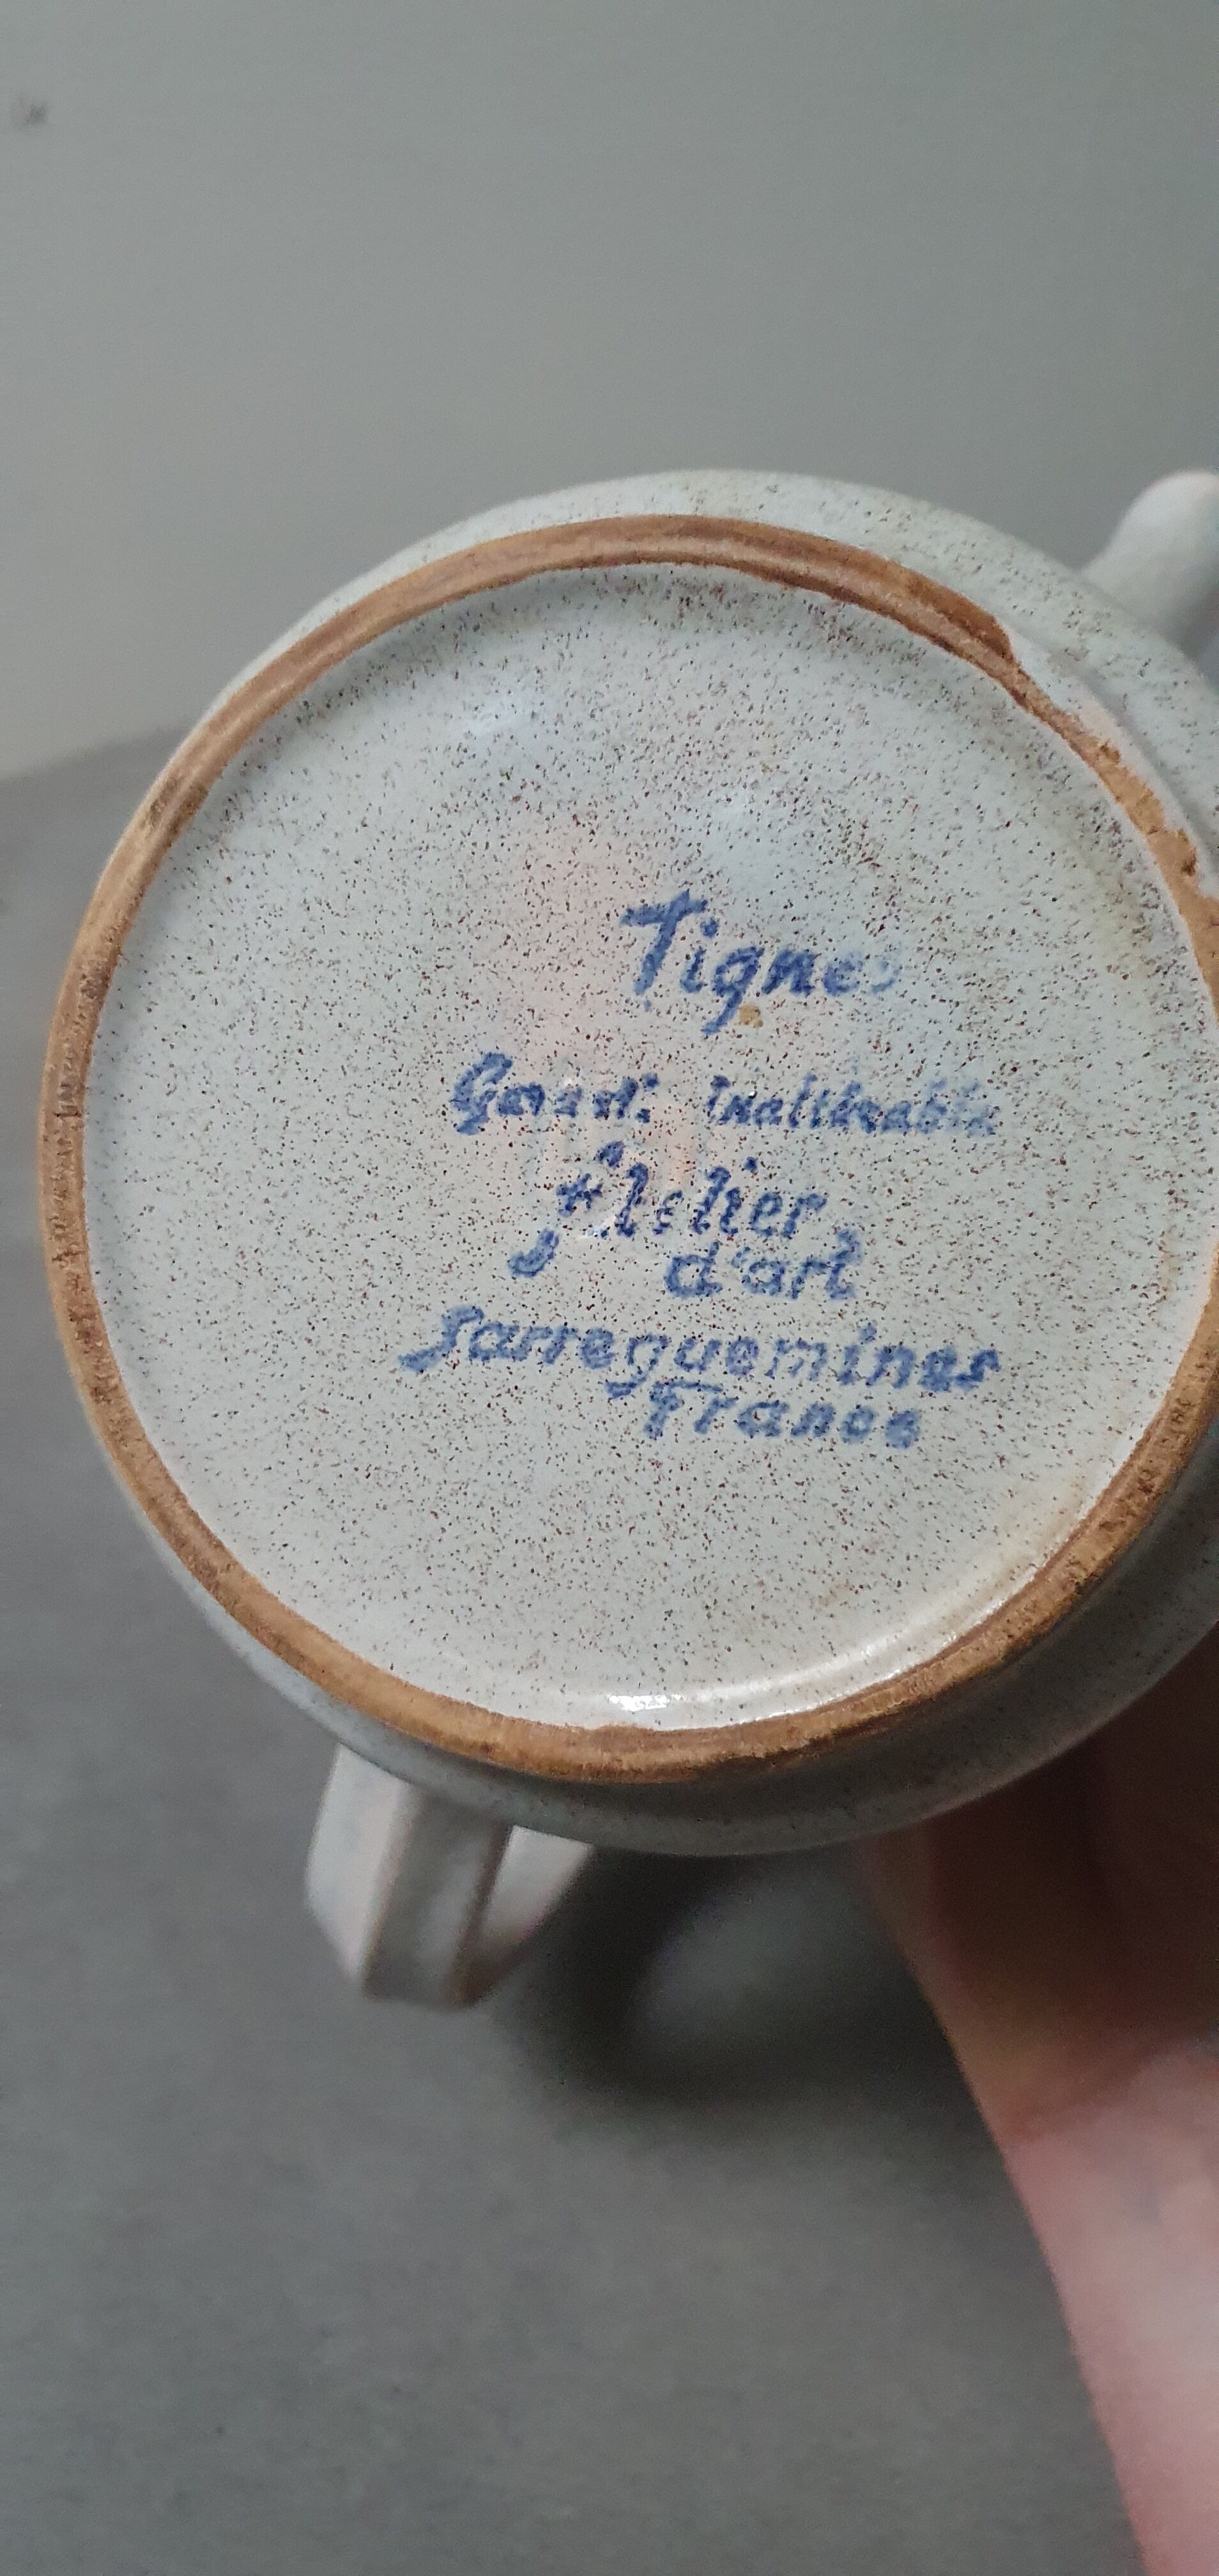 Tignes
Garanti inaltérable
Atelier
d'art
Sarreguemines
France